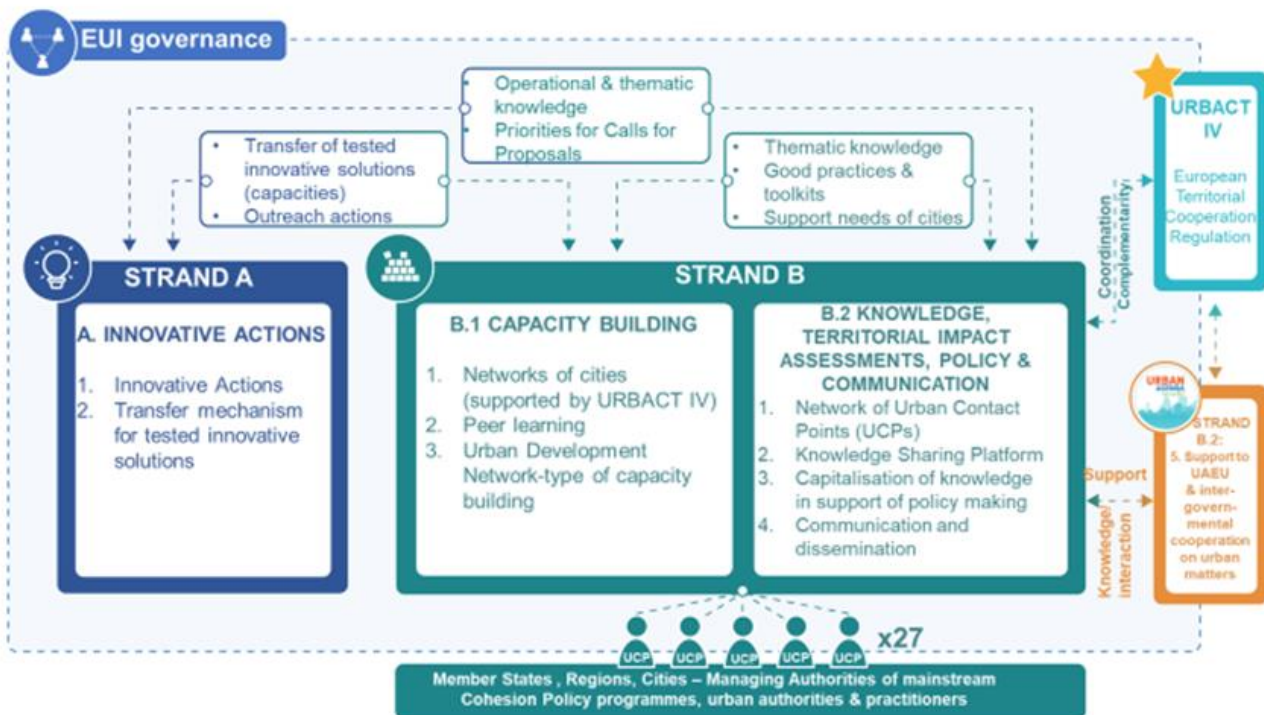 EUI governance
• Operational & thematic
knowledge
• Priorities for Calls for
Proposals
• Transfer of tested
innovative solutions
(capacities)
• Outreach actions
• Thematic knowledge
• Good practices &
toolkits
• Support needs of cities
URBACT
IV
European
Territorial
Cooperation
Regulation
Coordination
Complementarity
STRAND A
A. INNOVATIVE ACTIONS
1. Innovative Actions
2. Transfer mechanism
for tested innovative
solutions
STRAND B
B.1 CAPACITY BUILDING
1. Networks of cities
(supported by URBACT IV)
2. Peer learning
3. Urban Development
Network-type of capacity
building
B.2 KNOWLEDGE,
TERRITORIAL IMPACT
ASSESSMENTS, POLICY &
COMMUNICATION
1. Network of Urban Contact
Points (UCPs)
2. Knowledge Sharing Platform
3. Capitalisation of knowledge
in support of policy making
4. Communication and
dissemination
Support
Knowledge/
interaction
URBAN
STRAND
B.2:
5. Support to
UAEU
& inter-
govern-
mental
cooperation
on urban
matters
UCP UCP UCP UCP UCP
x27
Member States , Regions, Cities – Managing Authorities of mainstream
Cohesion Policy programmes, urban authorities & practitioners